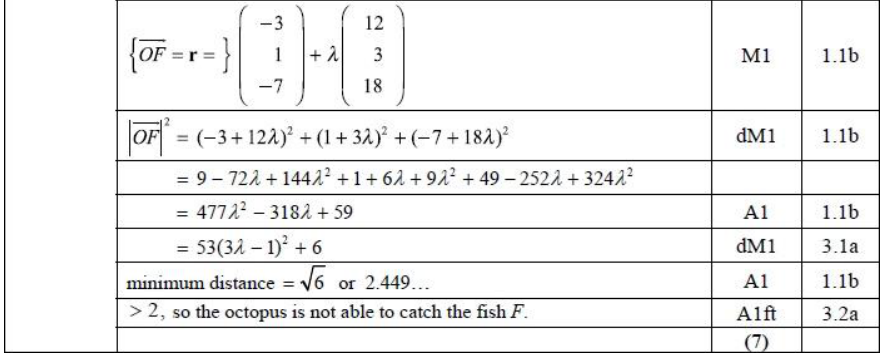 {OF⃗ = r = } (−3, 1, −7) + λ (12, 3, 18) M1 1.1b
|OF⃗|² = (−3 + 12λ)² + (1 + 3λ)² + (−7 + 18λ)² dM1 1.1b
= 9 − 72λ + 144λ² + 1 + 6λ + 9λ² + 49 − 252λ + 324λ²
= 477λ² − 318λ + 59 A1 1.1b
= 53(3λ − 1)² + 6 dM1 3.1a
minimum distance = √6 or 2.449... A1 1.1b
> 2, so the octopus is not able to catch the fish F. A1ft 3.2a
(7)